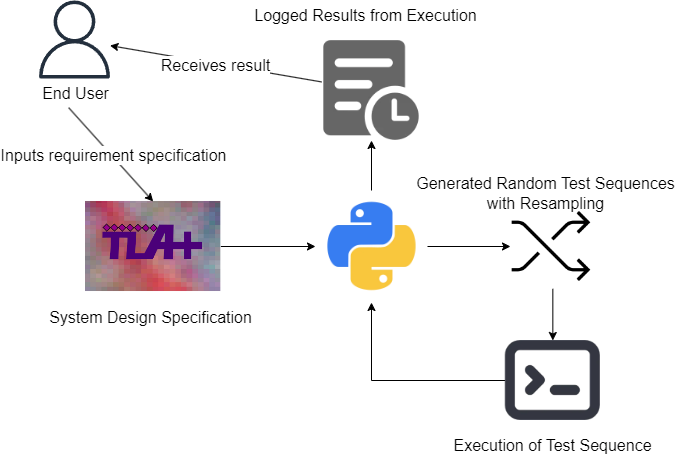 Logged Results from Execution
Receives result
End User
Inputs requirement specification
Generated Random Test Sequences
with Resampling
TLA+
System Design Specification
Execution of Test Sequence